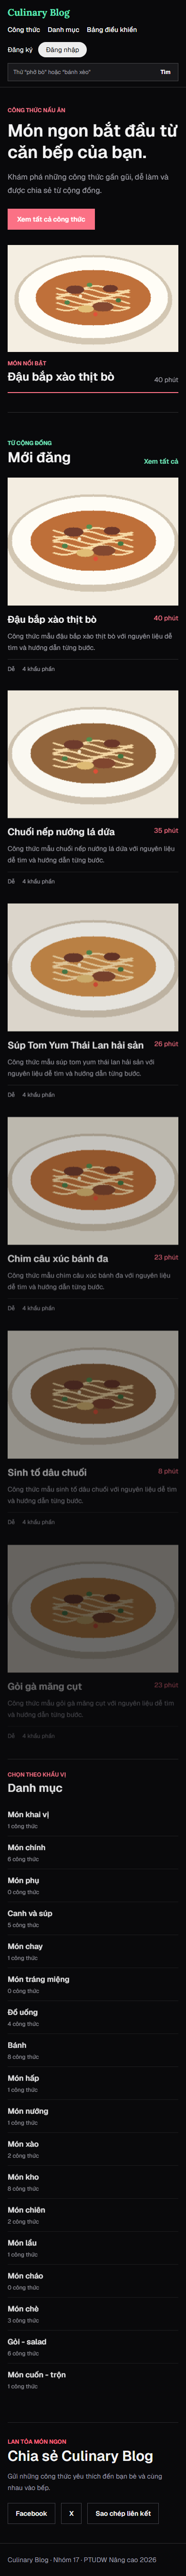 Culinary Blog
Công thức Danh mục Bảng điều khiển
Đăng ký Đăng nhập
Thử "phở bò" hoặc "bánh xèo" Tìm
CÔNG THỨC NẤU ĂN
Món ngon bắt đầu từ
căn bếp của bạn.
Khám phá những công thức gần gũi, dễ làm và
được chia sẻ từ cộng đồng.
Xem tất cả công thức
MÓN NỔI BẬT
Đậu bắp xào thịt bò 40 phút
TỪ CỘNG ĐỒNG
Mới đăng Xem tất cả
Đậu bắp xào thịt bò 40 phút
Công thức mẫu đậu bắp xào thịt bò với nguyên liệu dễ
tìm và hướng dẫn từng bước.
Dễ 4 khẩu phần
Chuối nếp nướng lá dứa 35 phút
Công thức mẫu chuối nếp nướng lá dứa với nguyên liệu
dễ tìm và hướng dẫn từng bước.
Dễ 4 khẩu phần
Súp Tom Yum Thái Lan hải sản 26 phút
Công thức mẫu súp tom yum thái lan hải sản với
nguyên liệu dễ tìm và hướng dẫn từng bước.
Dễ 4 khẩu phần
Chim câu xúc bánh đa 23 phút
Công thức mẫu chim câu xúc bánh đa với nguyên liệu
dễ tìm và hướng dẫn từng bước.
Dễ 4 khẩu phần
Sinh tố dâu chuối 8 phút
Công thức mẫu sinh tố dâu chuối với nguyên liệu dễ tìm
và hướng dẫn từng bước.
Dễ 4 khẩu phần
Gỏi gà măng cụt 23 phút
Công thức mẫu gỏi gà măng cụt với nguyên liệu dễ tìm
và hướng dẫn từng bước.
Dễ 4 khẩu phần
CHỌN THEO KHẨU VỊ
Danh mục
Món khai vị
1 công thức
Món chính
6 công thức
Món phụ
0 công thức
Canh và súp
5 công thức
Món chay
1 công thức
Món tráng miệng
0 công thức
Đồ uống
4 công thức
Bánh
8 công thức
Món hấp
1 công thức
Món nướng
1 công thức
Món xào
2 công thức
Món kho
8 công thức
Món chiên
2 công thức
Món lẩu
1 công thức
Món cháo
0 công thức
Món chè
3 công thức
Gỏi - salad
6 công thức
Món cuốn - trộn
1 công thức
LAN TỎA MÓN NGON
Chia sẻ Culinary Blog
Gửi những công thức yêu thích đến bạn bè và cùng
nhau vào bếp.
Facebook X Sao chép liên kết
Culinary Blog · Nhóm 17 · PTUDW Nâng cao 2026